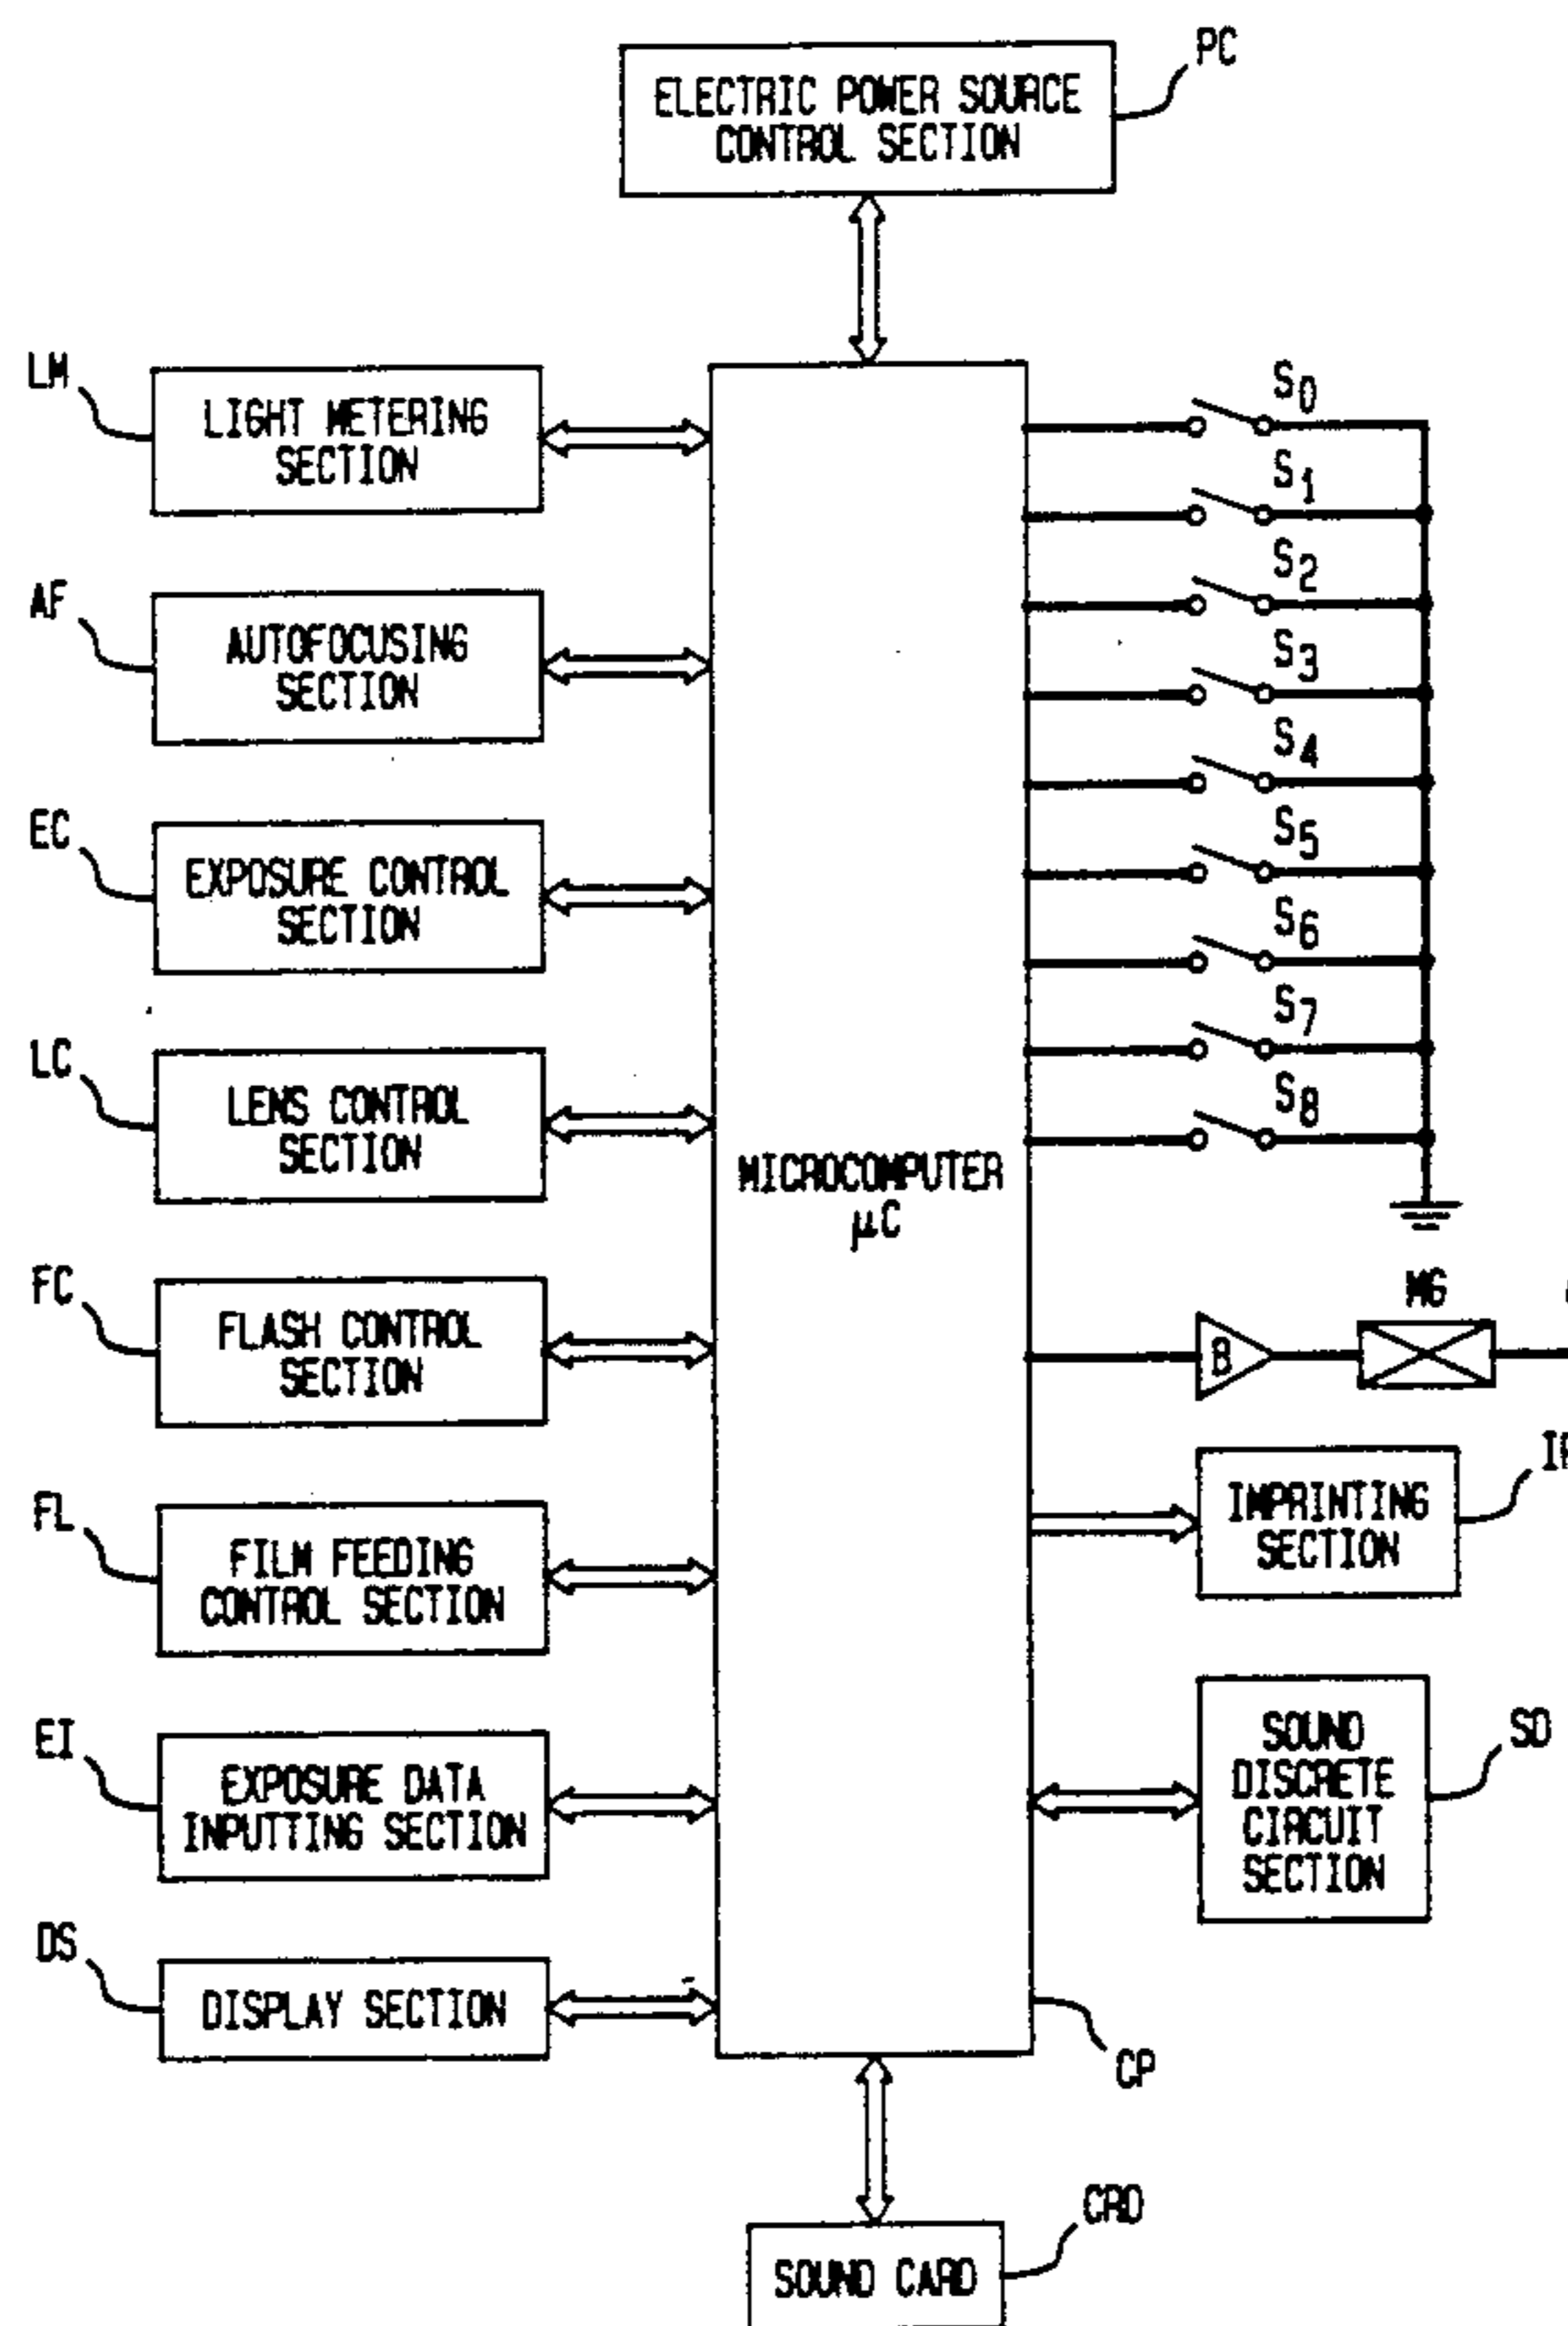 PC
ELECTRIC POWER SOURCE
CONTROL SECTION
LM
LIGHT METERING
SECTION
AF
AUTOFOCUSING
SECTION
EC
EXPOSURE CONTROL
SECTION
LC
LENS CONTROL
SECTION
FC
FLASH CONTROL
SECTION
FL
FILM FEEDING
CONTROL SECTION
EI
EXPOSURE DATA
INPUTTING SECTION
DS
DISPLAY SECTION
MICROCOMPUTER
μC
S0
S1
S2
S3
S4
S5
S6
S7
S8
B
MG
IMPRINTING
SECTION
SOUND
DISCRETE
CIRCUIT
SECTION
SD
CP
CRD
SOUND CARD